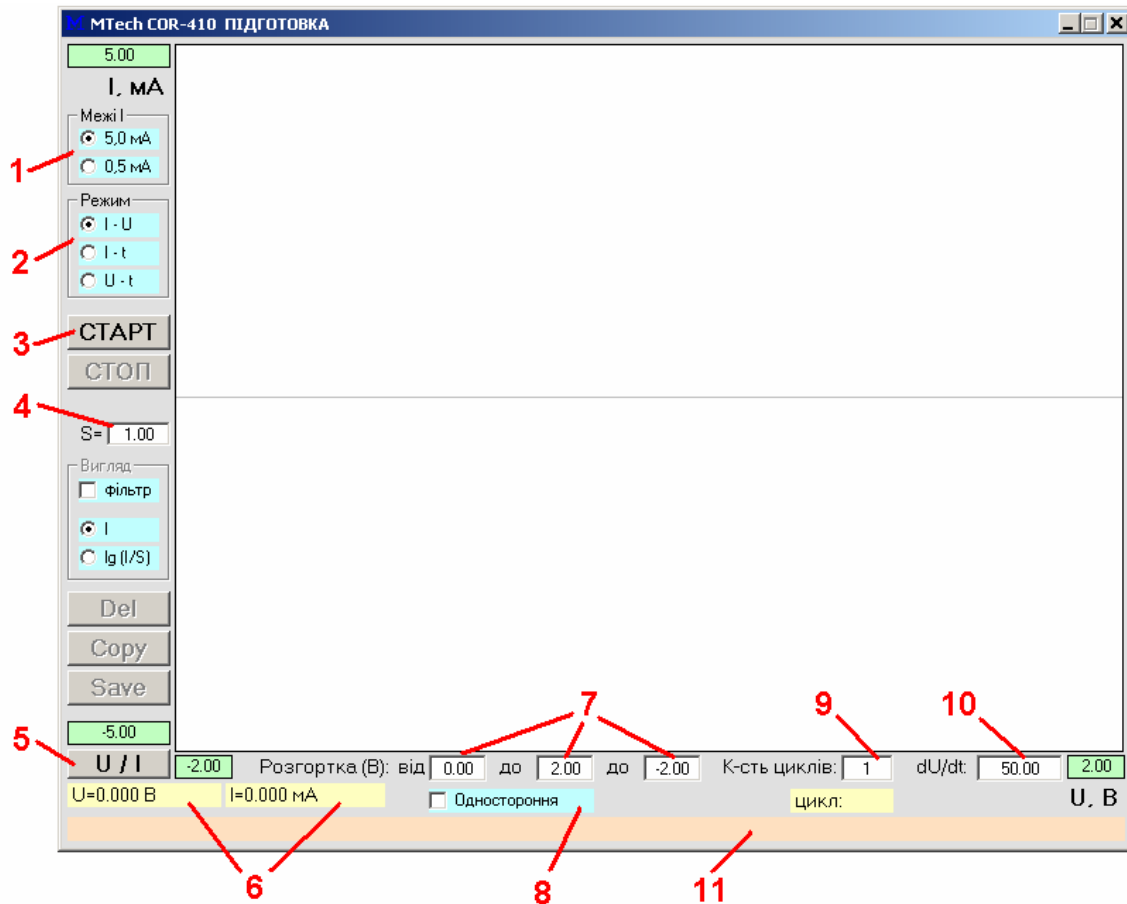 MTech COR-410 ПІДГОТОВКА
5.00
I, мА
Межі I
5,0 мА
1
0,5 мА
Режим
I - U
2
I - t
U - t
3
СТАРТ
СТОП
4
S= 1.00
Вигляд
фільтр
I
lg (I/S)
Del
Copy
Save
-5.00
7
9
10
5
U / I
-2.00 Розгортка (В): від 0.00 до 2.00 до -2.00 К-сть циклів: 1 dU/dt: 50.00 2.00
U=0.000 В I=0.000 мА Одностороння цикл: U, В
6
8
11